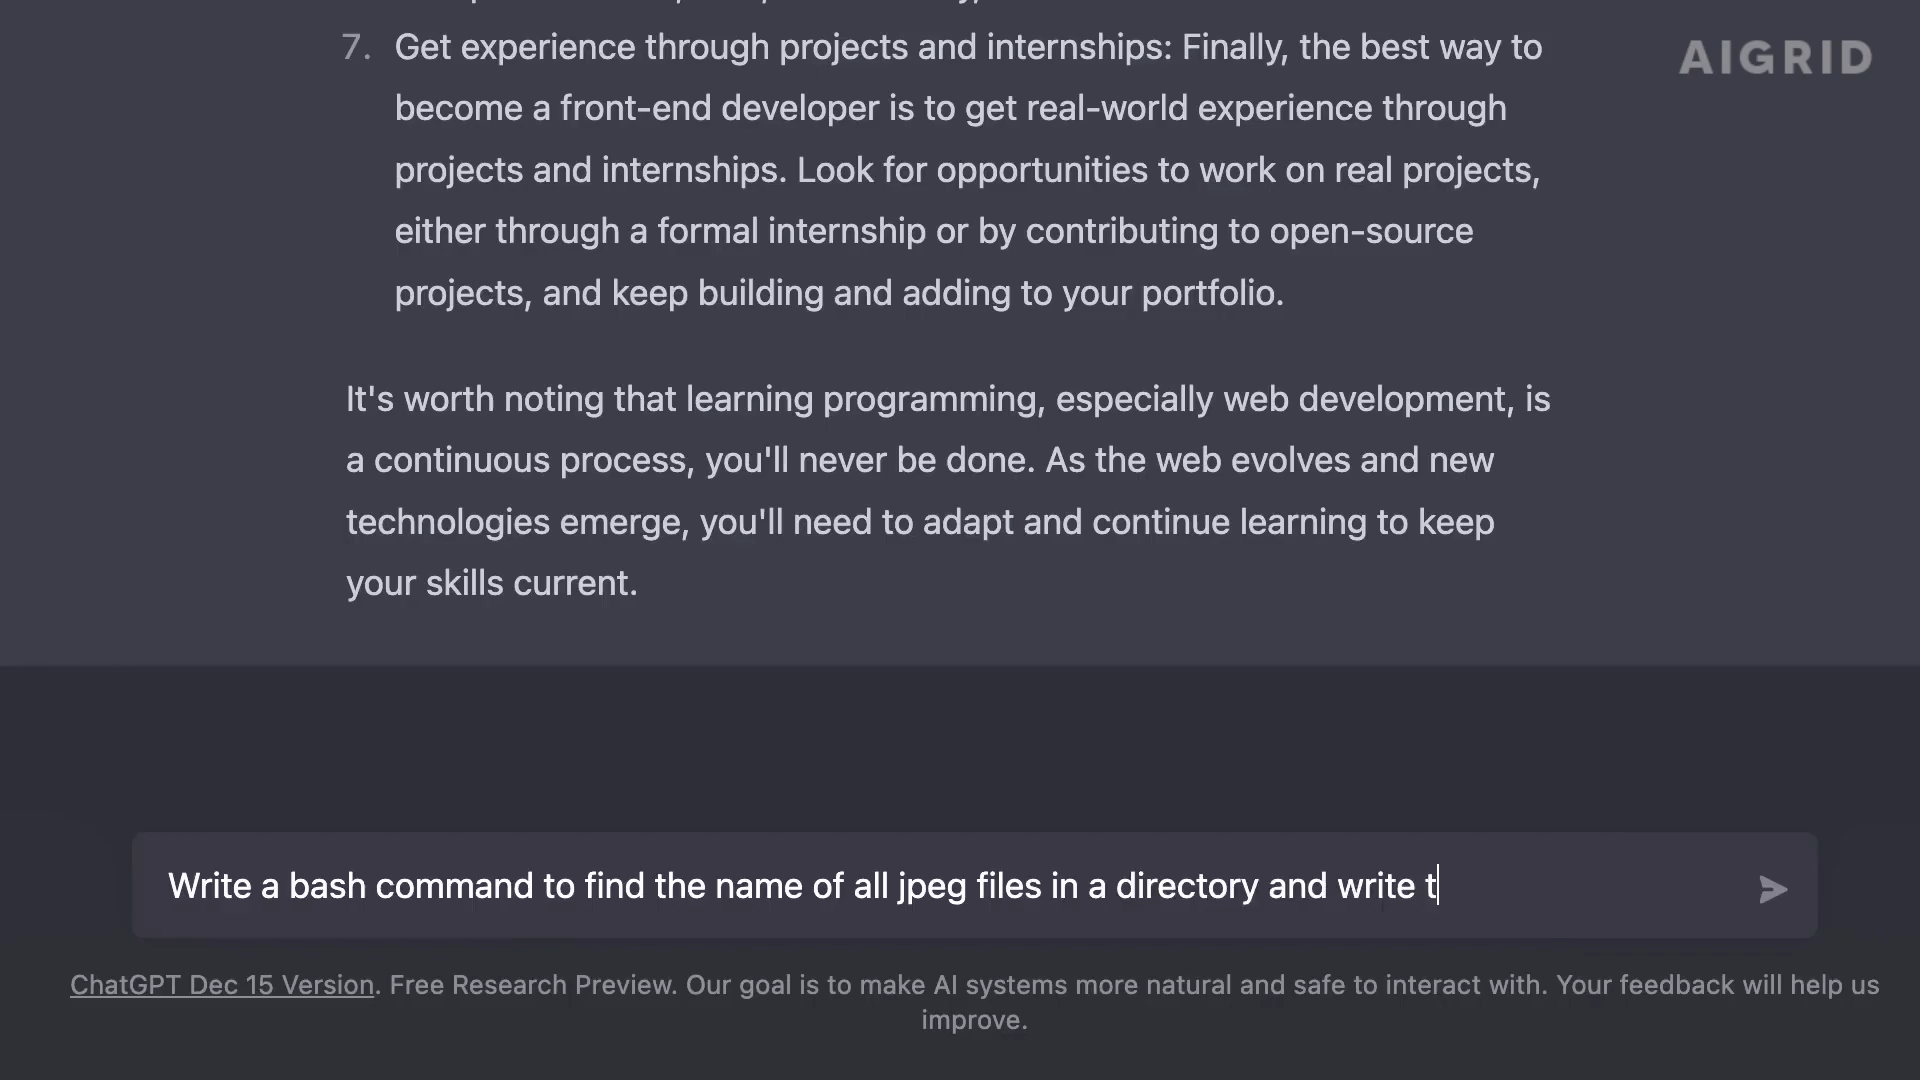 7. Get experience through projects and internships: Finally, the best way to
AIGRID
become a front-end developer is to get real-world experience through
projects and internships. Look for opportunities to work on real projects,
either through a formal internship or by contributing to open-source
projects, and keep building and adding to your portfolio.
It's worth noting that learning programming, especially web development, is
a continuous process, you'll never be done. As the web evolves and new
technologies emerge, you'll need to adapt and continue learning to keep
your skills current.
Write a bash command to find the name of all jpeg files in a directory and write t
ChatGPT Dec 15 Version. Free Research Preview. Our goal is to make AI systems more natural and safe to interact with. Your feedback will help us
improve.